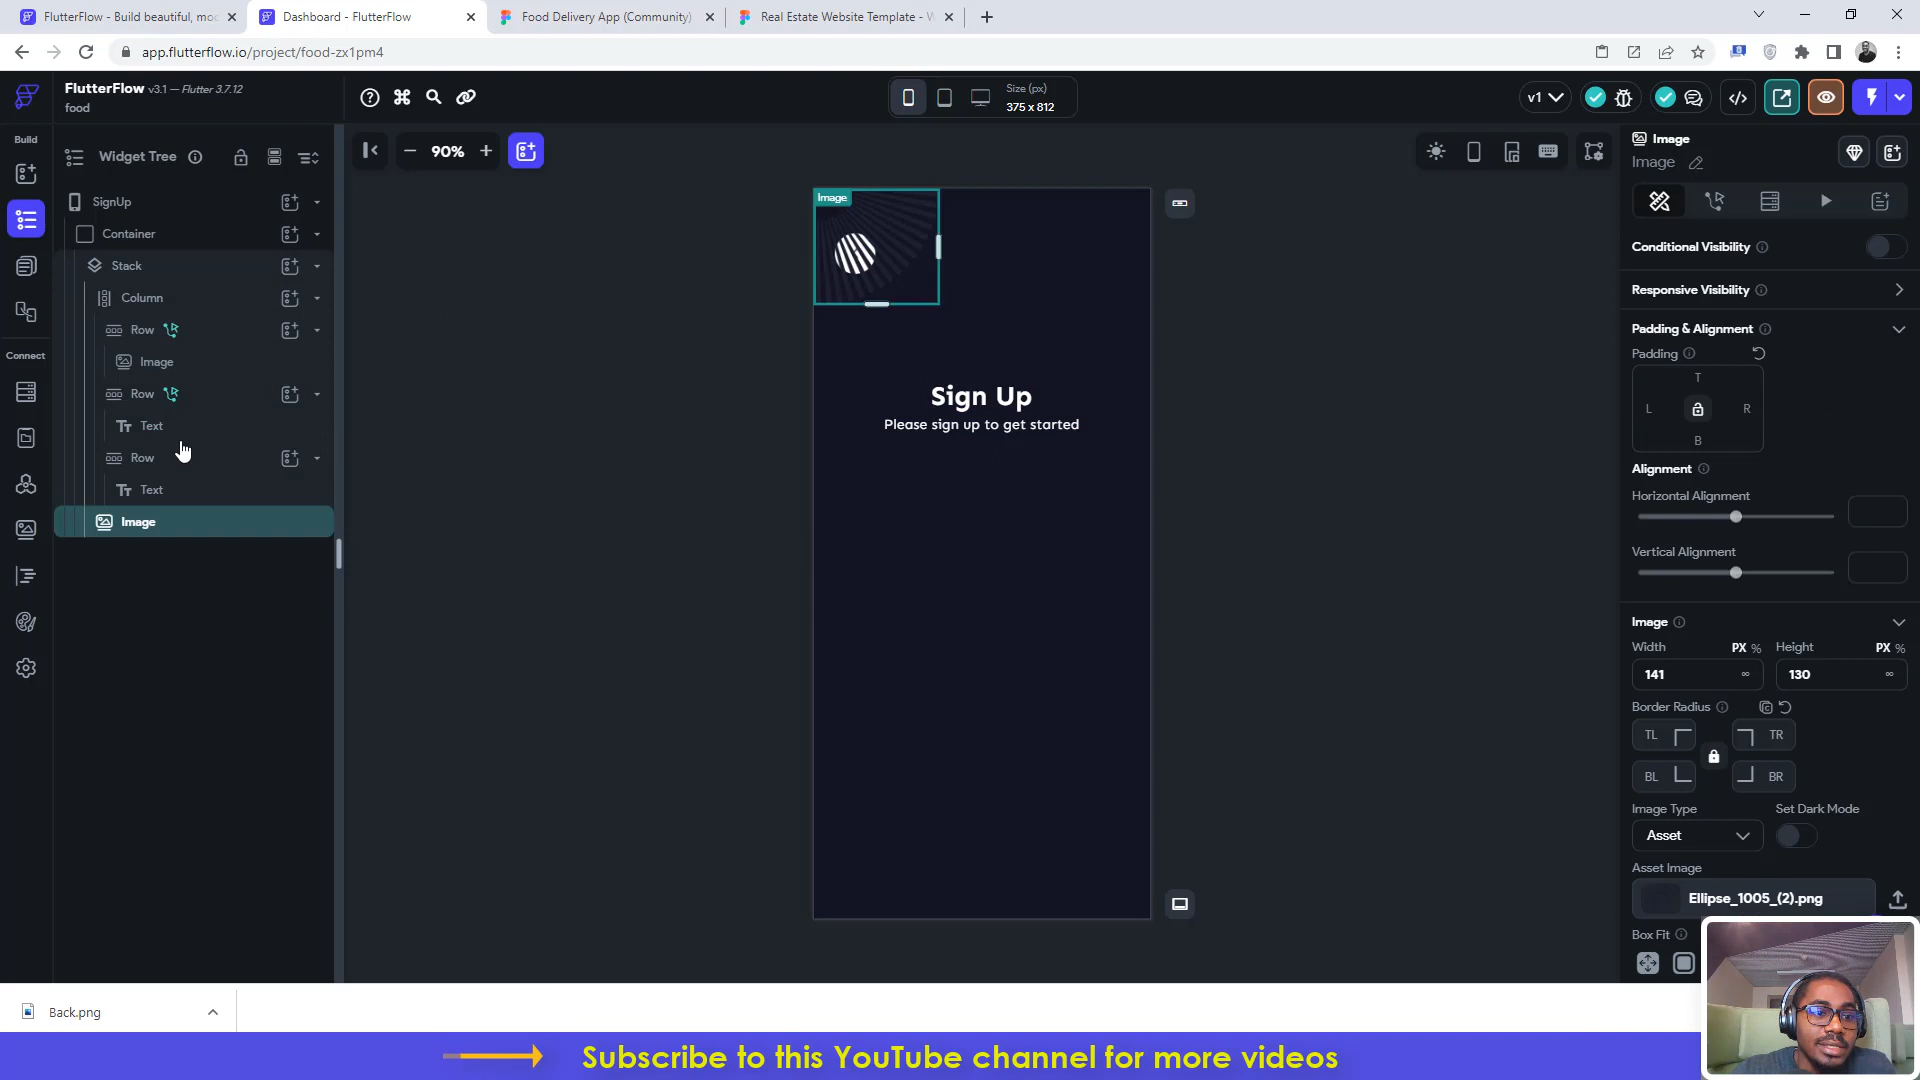 FlutterFlow - Build beautiful, mo
Dashboard - FlutterFlow
Food Delivery App (Community)
Real Estate Website Template - W
app.flutterflow.io/project/food-zx1pm4
FlutterFlow v3.1 — Flutter 3.7.12
food
Size (px)
375 x 812
v1
Build
Connect
Widget Tree
90%
SignUp
Container
Stack
Column
Row
Image
Row
Text
Row
Text
Image
Image
Sign Up
Please sign up to get started
Image
Image
Conditional Visibility
Responsive Visibility
Padding & Alignment
Padding
T
L R
B
Alignment
Horizontal Alignment
Vertical Alignment
Image
Width PX % Height PX %
141 ∞ 130 ∞
Border Radius
TL TR
BL BR
Image Type Set Dark Mode
Asset
Asset Image
Ellipse_1005_(2).png
Box Fit
Back.png
Subscribe to this YouTube channel for more videos